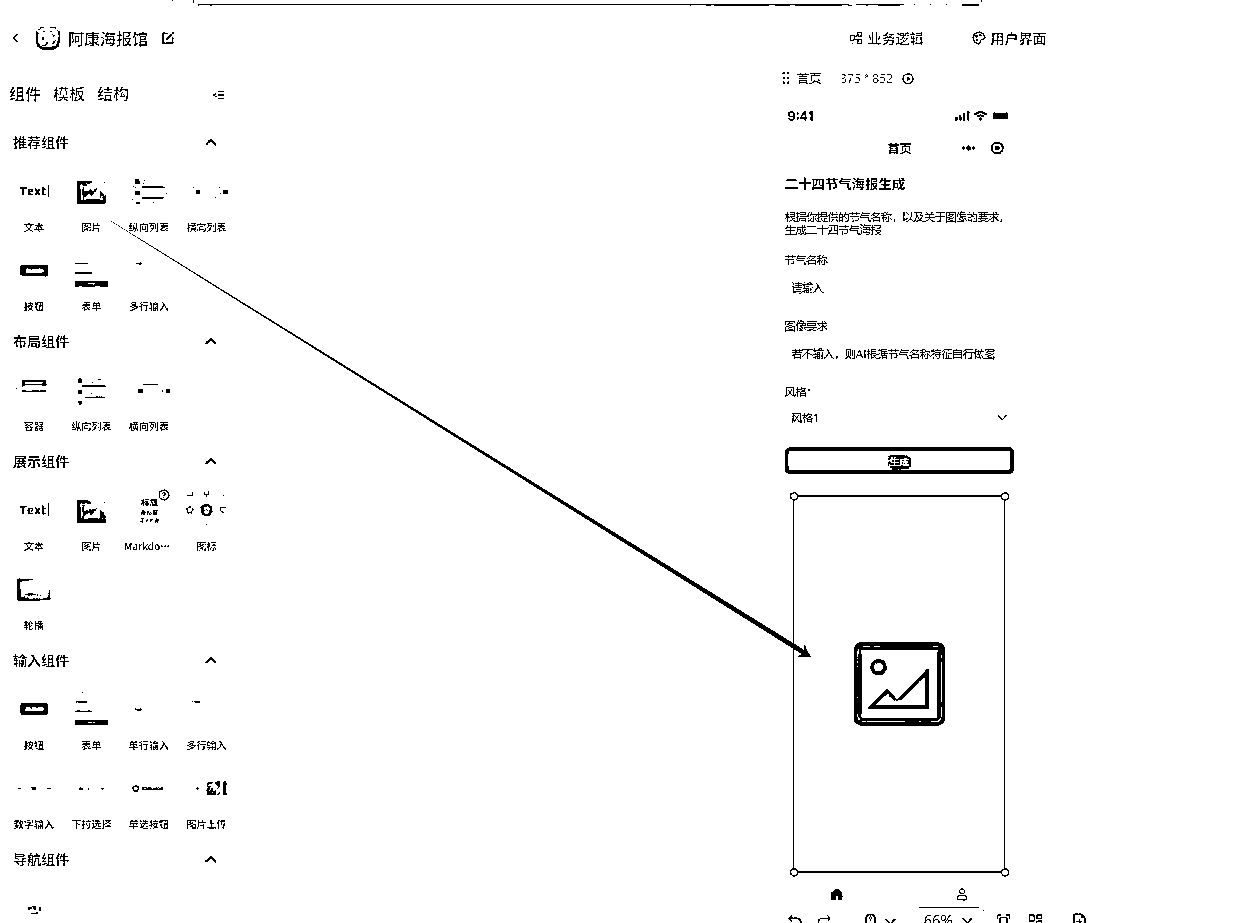 阿康海报馆
业务逻辑
用户界面
组件 模板 结构
首页 375 * 852
推荐组件
9:41
首页
Text
文本 图片 纵向列表 横向列表
二十四节气海报生成
根据你提供的节气名称，以及关于图像的要求，
生成二十四节气海报
按钮 表单 多行输入
节气名称
请输入
布局组件
图像要求
若不输入，则AI根据节气名称特征自行做图
容器 纵向列表 横向列表
风格*
风格1
展示组件
生成
Text
标题
文本 图片 Markdo... 图标
轮播
输入组件
按钮 表单 单行输入 多行输入
数字输入 下拉选择 单选按钮 图片上传
导航组件
66%